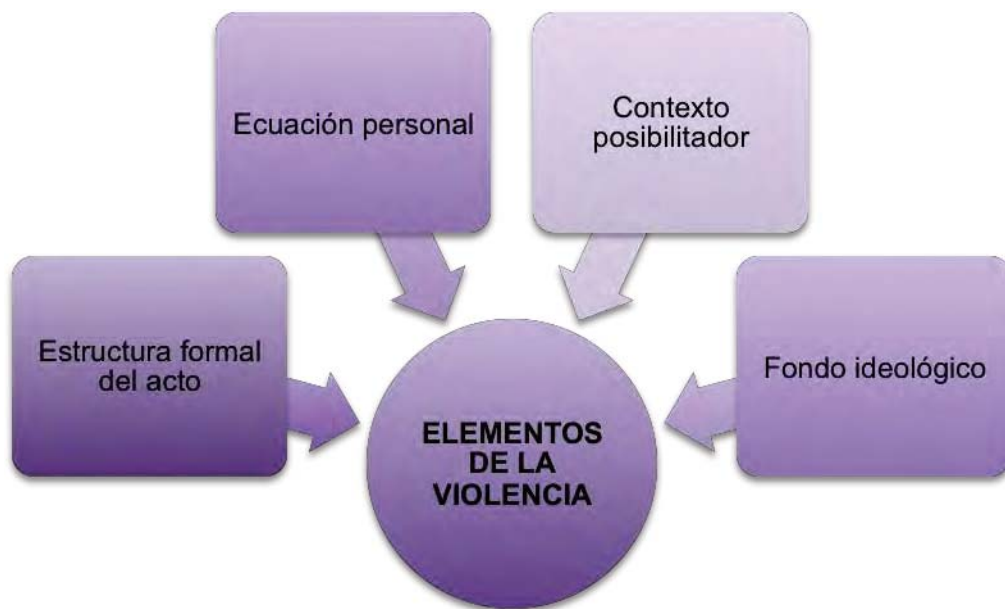 Ecuación personal
Contexto
posibilitador
Estructura formal
del acto
Fondo ideológico
ELEMENTOS
DE LA
VIOLENCIA